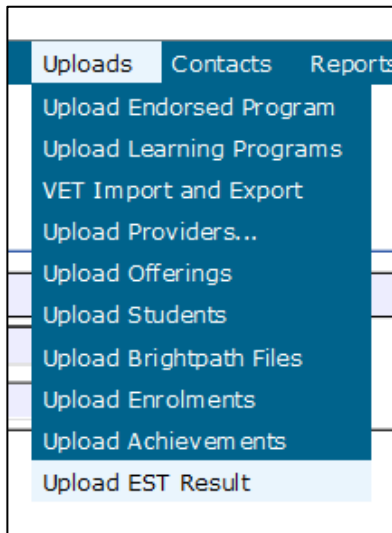 Uploads Contacts Reports
Upload Endorsed Program
Upload Learning Programs
VET Import and Export
Upload Providers...
Upload Offerings
Upload Students
Upload Brightpath Files
Upload Enrolments
Upload Achievements
Upload EST Result